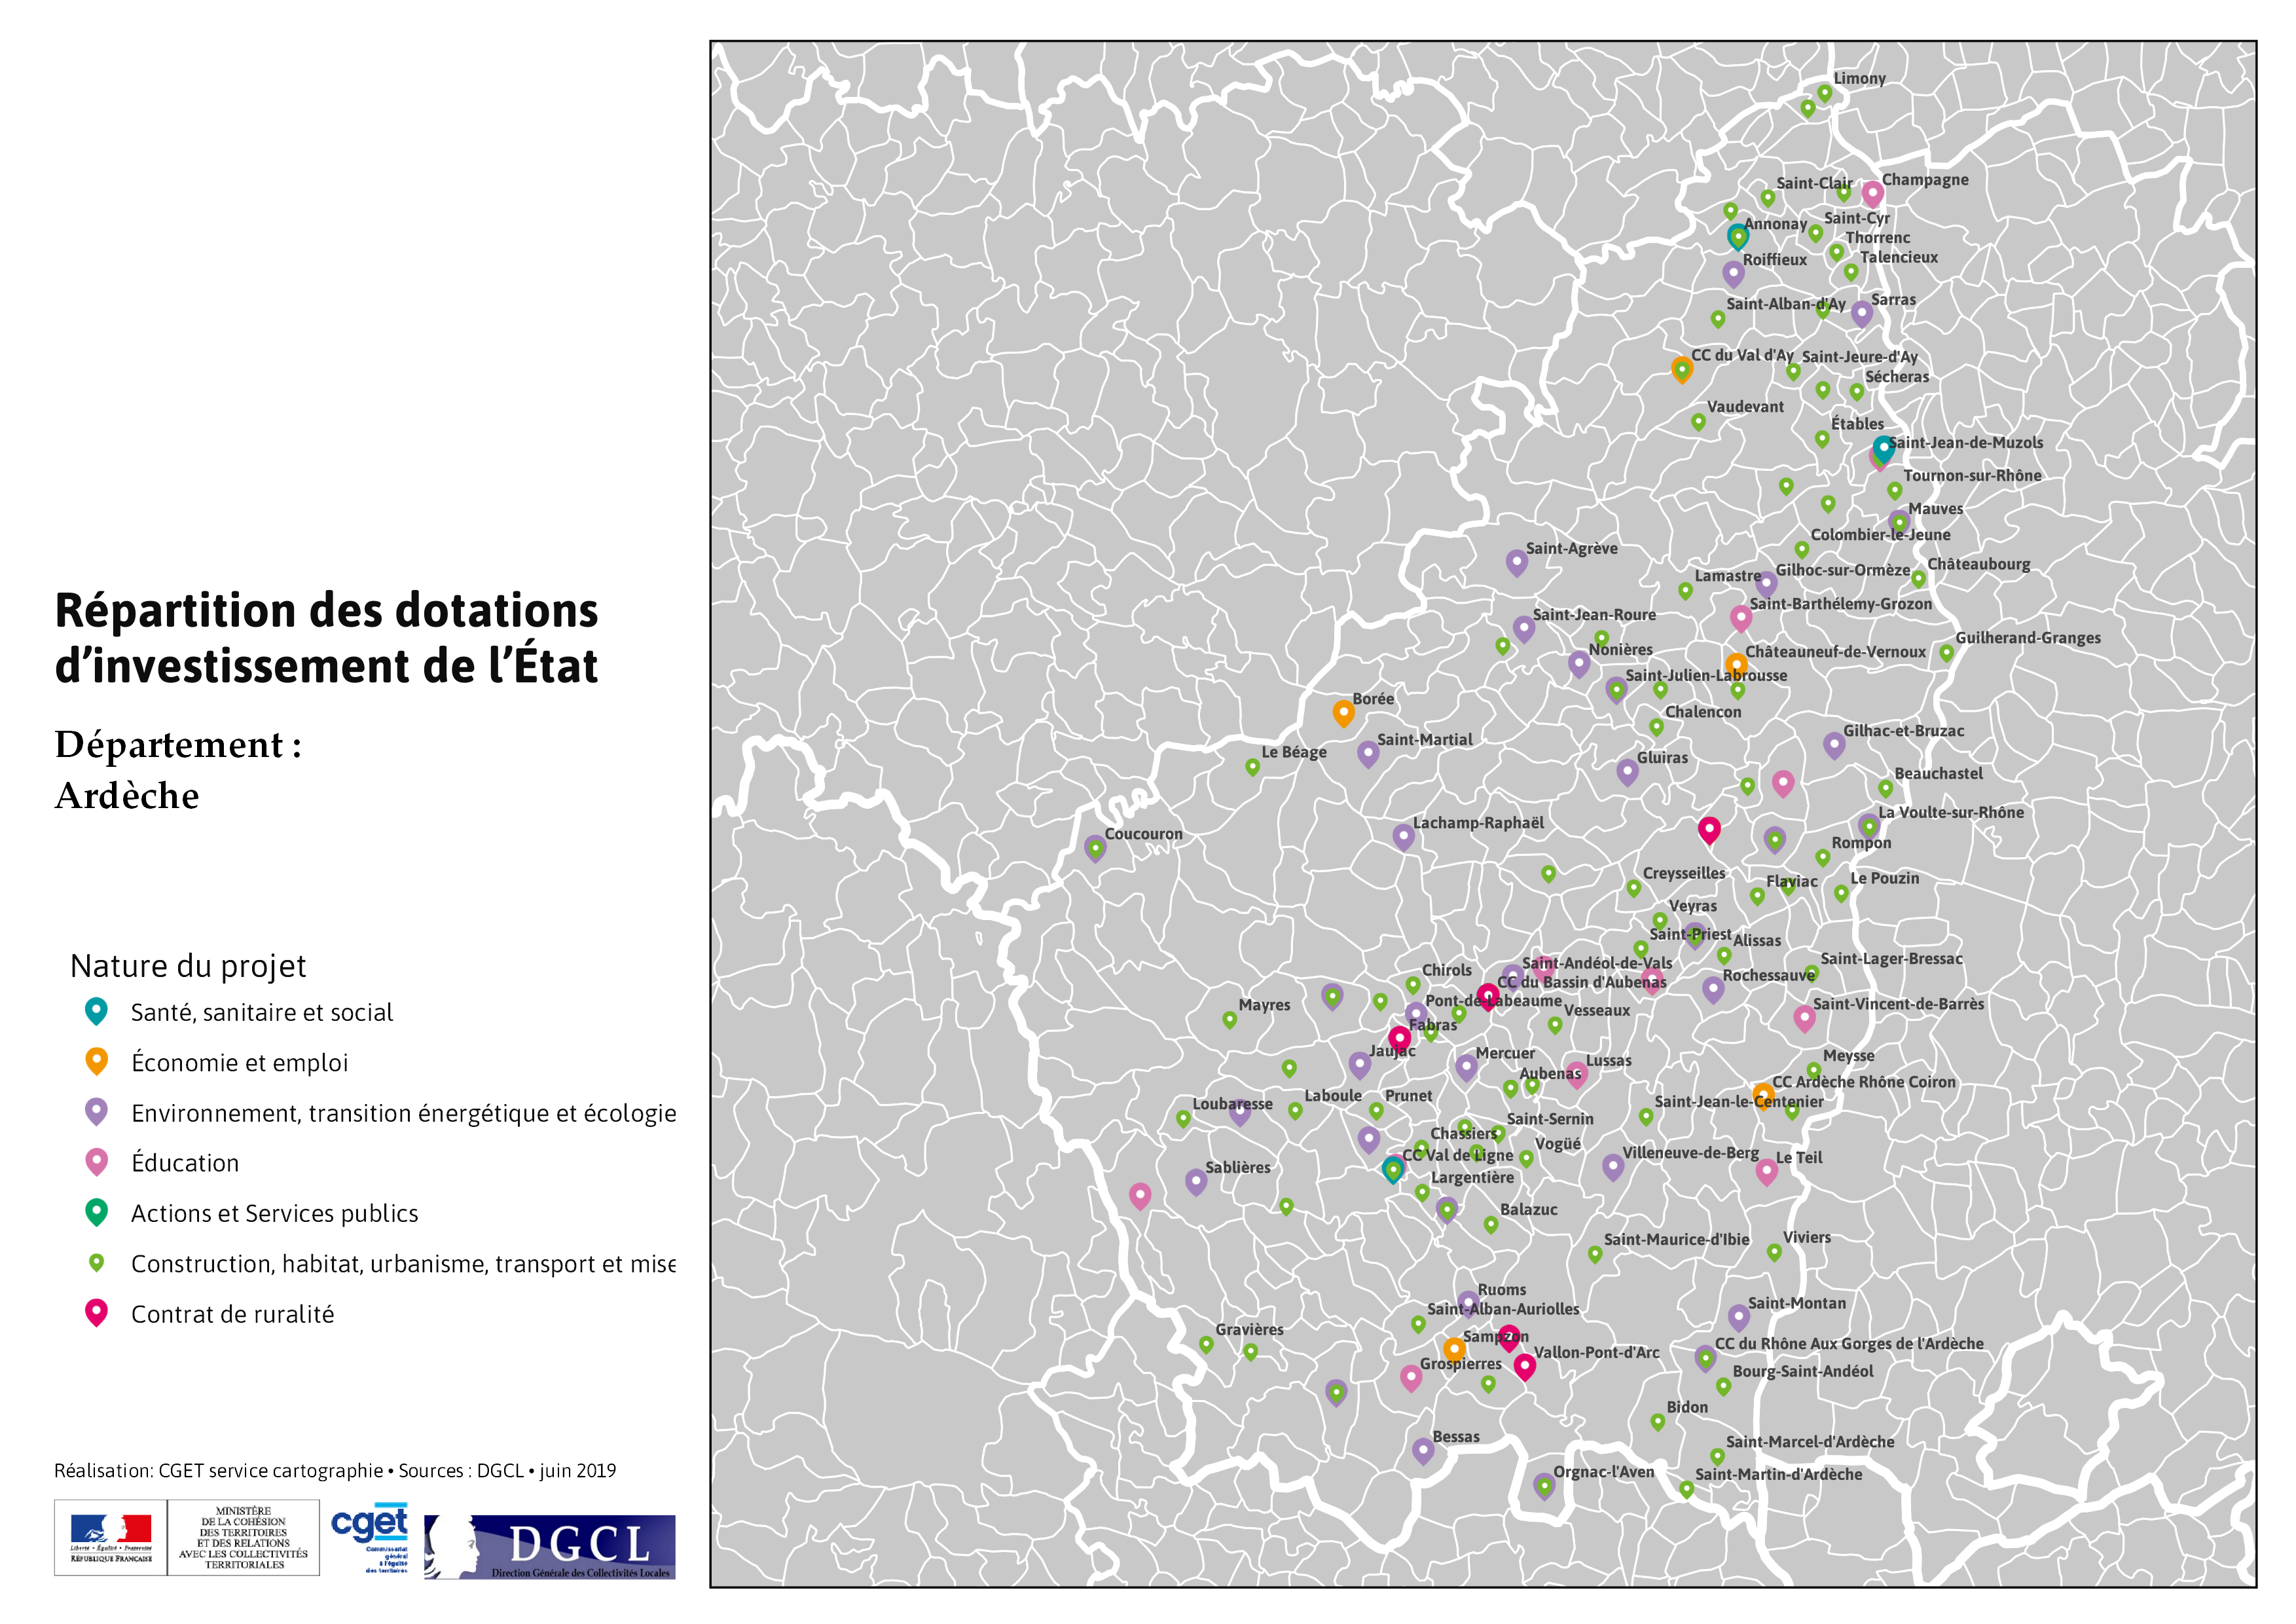 Répartition des dotations
d’investissement de l’État
Département :
Ardèche
Nature du projet
Santé, sanitaire et social
Économie et emploi
Environnement, transition énergétique et écologie
Éducation
Actions et Services publics
Construction, habitat, urbanisme, transport et mise
Contrat de ruralité
Réalisation: CGET service cartographie • Sources : DGCL • juin 2019
Liberté • Égalité • Fraternité
RÉPUBLIQUE FRANÇAISE
MINISTÈRE
DE LA COHÉSION
DES TERRITOIRES
ET DES RELATIONS
AVEC LES COLLECTIVITÉS
TERRITORIALES
cget
Commissariat
général
à l'égalité
des territoires
DGCL
Direction Générale des Collectivités Locales
Limony
Saint-Clair
Champagne
Annonay
Saint-Cyr
Thorrenc
Roiffieux
Talencieux
Saint-Alban-d'Ay
Sarras
CC du Val d'Ay
Saint-Jeure-d'Ay
Sécheras
Vaudevant
Étables
Saint-Jean-de-Muzols
Tournon-sur-Rhône
Mauves
Colombier-le-Jeune
Saint-Agrève
Lamastre
Gilhoc-sur-Ormèze
Châteaubourg
Saint-Barthélemy-Grozon
Saint-Jean-Roure
Guilherand-Granges
Nonières
Châteauneuf-de-Vernoux
Saint-Julien-Labrousse
Borée
Chalencon
Saint-Martial
Gilhac-et-Bruzac
Le Béage
Gluiras
Beauchastel
La Voulte-sur-Rhône
Lachamp-Raphaël
Coucouron
Rompon
Creysseilles
Flaviac
Le Pouzin
Veyras
Saint-Priest
Alissas
Saint-Lager-Bressac
Chirols
Saint-Andéol-de-Vals
Rochessauve
CC du Bassin d'Aubenas
Mayres
Pont-de-Labeaume
Vesseaux
Saint-Vincent-de-Barrès
Fabras
Jaujac
Mercuer
Lussas
Meysse
Aubenas
CC Ardèche Rhône Coiron
Loubaresse
Laboule
Prunet
Saint-Jean-le-Centenier
Saint-Sernin
Chassiers
Vogüé
CC Val de Ligne
Villeneuve-de-Berg
Le Teil
Sablières
Largentière
Balazuc
Saint-Maurice-d'Ibie
Viviers
Ruoms
Saint-Alban-Auriolles
Saint-Montan
Gravières
Sampzon
CC du Rhône Aux Gorges de l'Ardèche
Vallon-Pont-d'Arc
Grospierres
Bourg-Saint-Andéol
Bidon
Bessas
Saint-Marcel-d'Ardèche
Orgnac-l'Aven
Saint-Martin-d'Ardèche